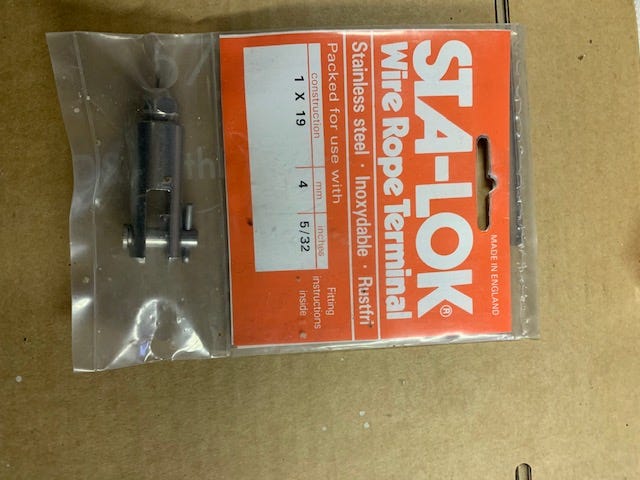 MADE IN ENGLAND
STA-LOK®
Wire Rope Terminal
Stainless steel · Inoxydable · Rustfri
Packed for use with
construction mm inches
1 X 19 4 5/32
Fitting
instructions
inside